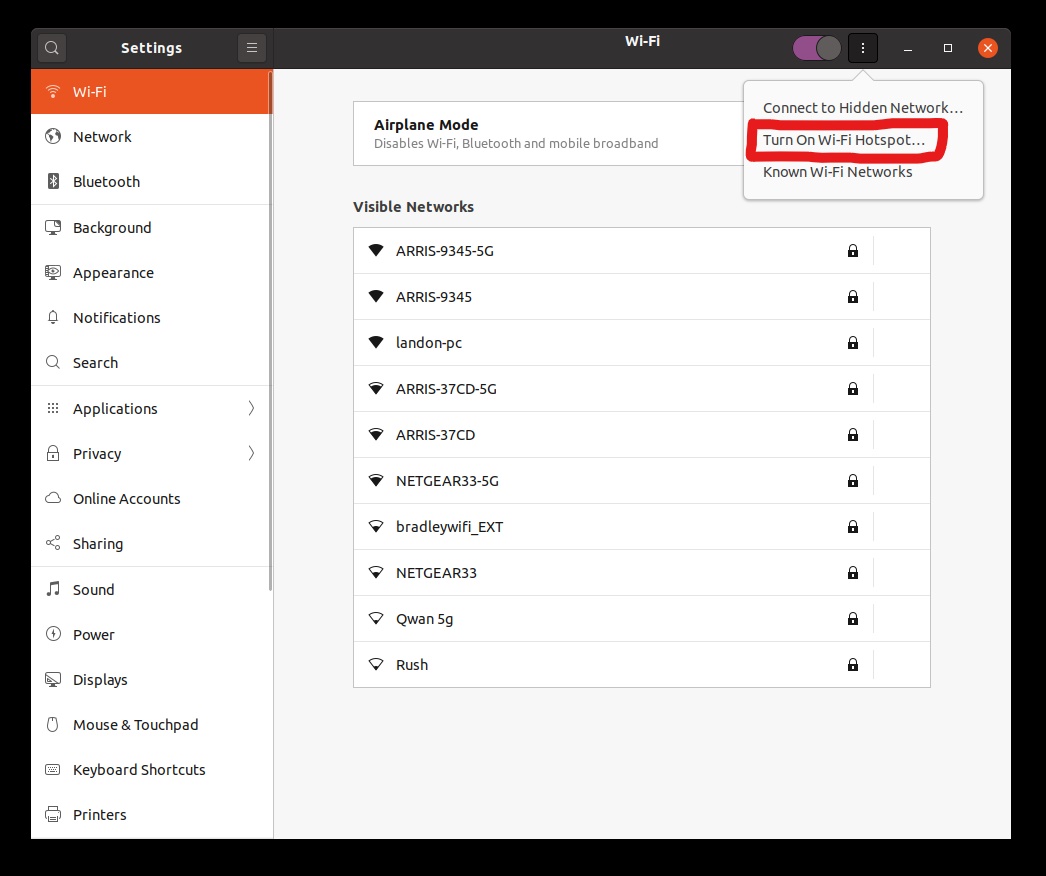 Settings
Wi-Fi
Wi-Fi
Network
Bluetooth
Background
Appearance
Notifications
Search
Applications
Privacy
Online Accounts
Sharing
Sound
Power
Displays
Mouse & Touchpad
Keyboard Shortcuts
Printers
Connect to Hidden Network...
Turn On Wi-Fi Hotspot...
Known Wi-Fi Networks
Airplane Mode
Disables Wi-Fi, Bluetooth and mobile broadband
Visible Networks
ARRIS-9345-5G
ARRIS-9345
landon-pc
ARRIS-37CD-5G
ARRIS-37CD
NETGEAR33-5G
bradleywifi_EXT
NETGEAR33
Qwan 5g
Rush